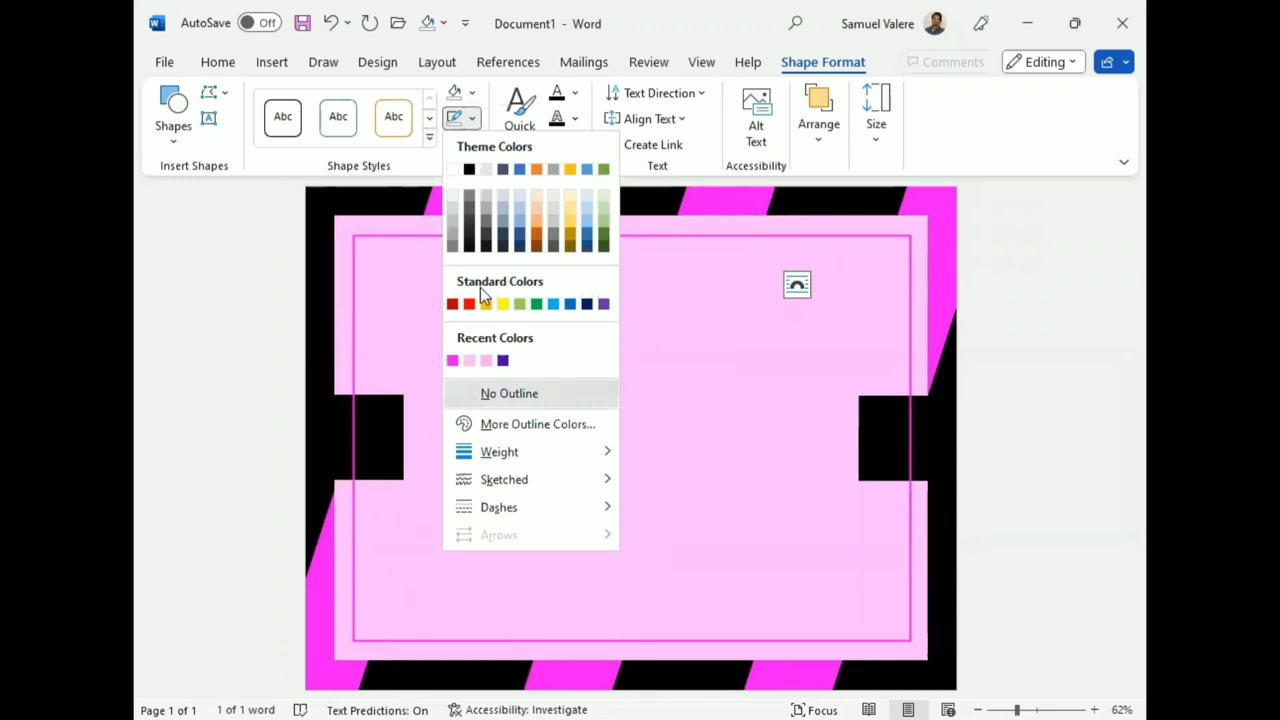 AutoSave Off Document1 - Word Samuel Valere
File Home Insert Draw Design Layout References Mailings Review View Help Shape Format Comments Editing
Shapes
Insert Shapes
Abc Abc Abc
Shape Styles
Quick
Text Direction
Align Text
Create Link
Text
Alt
Text
Accessibility
Arrange
Size
Theme Colors
Standard Colors
Recent Colors
No Outline
More Outline Colors...
Weight
Sketched
Dashes
Arrows
Page 1 of 1 1 of 1 word Text Predictions: On Accessibility: Investigate Focus 62%